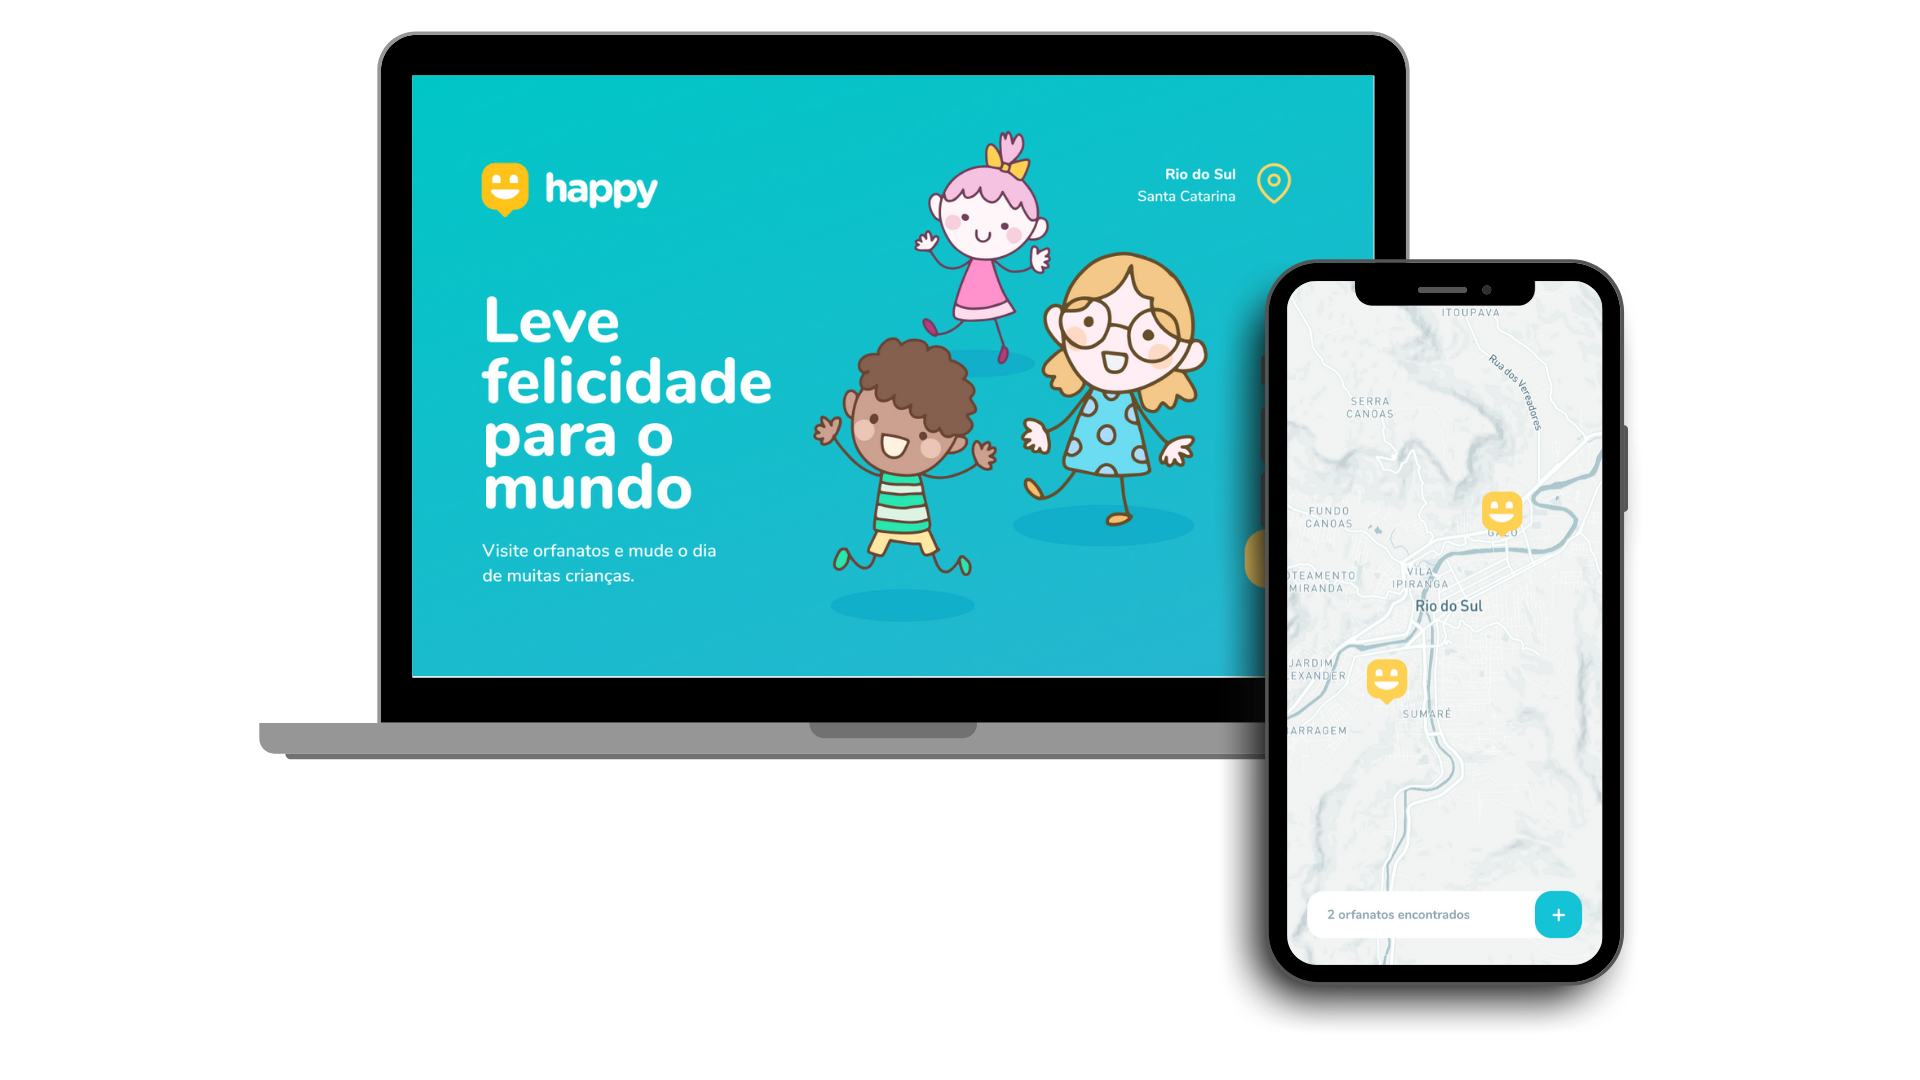 happy
Rio do Sul
Santa Catarina
Leve
felicidade
para o
mundo
Visite orfanatos e mude o dia
de muitas crianças.
ITOUPAVA
Rua dos Vereadores
SERRA
CANOAS
FUNDO
CANOAS
OTEAMENTO
MIRANDA
VILA
IPIRANGA
Rio do Sul
JARDIM
EXANDER
SUMARÉ
ARRAGEM
2 orfanatos encontrados
+